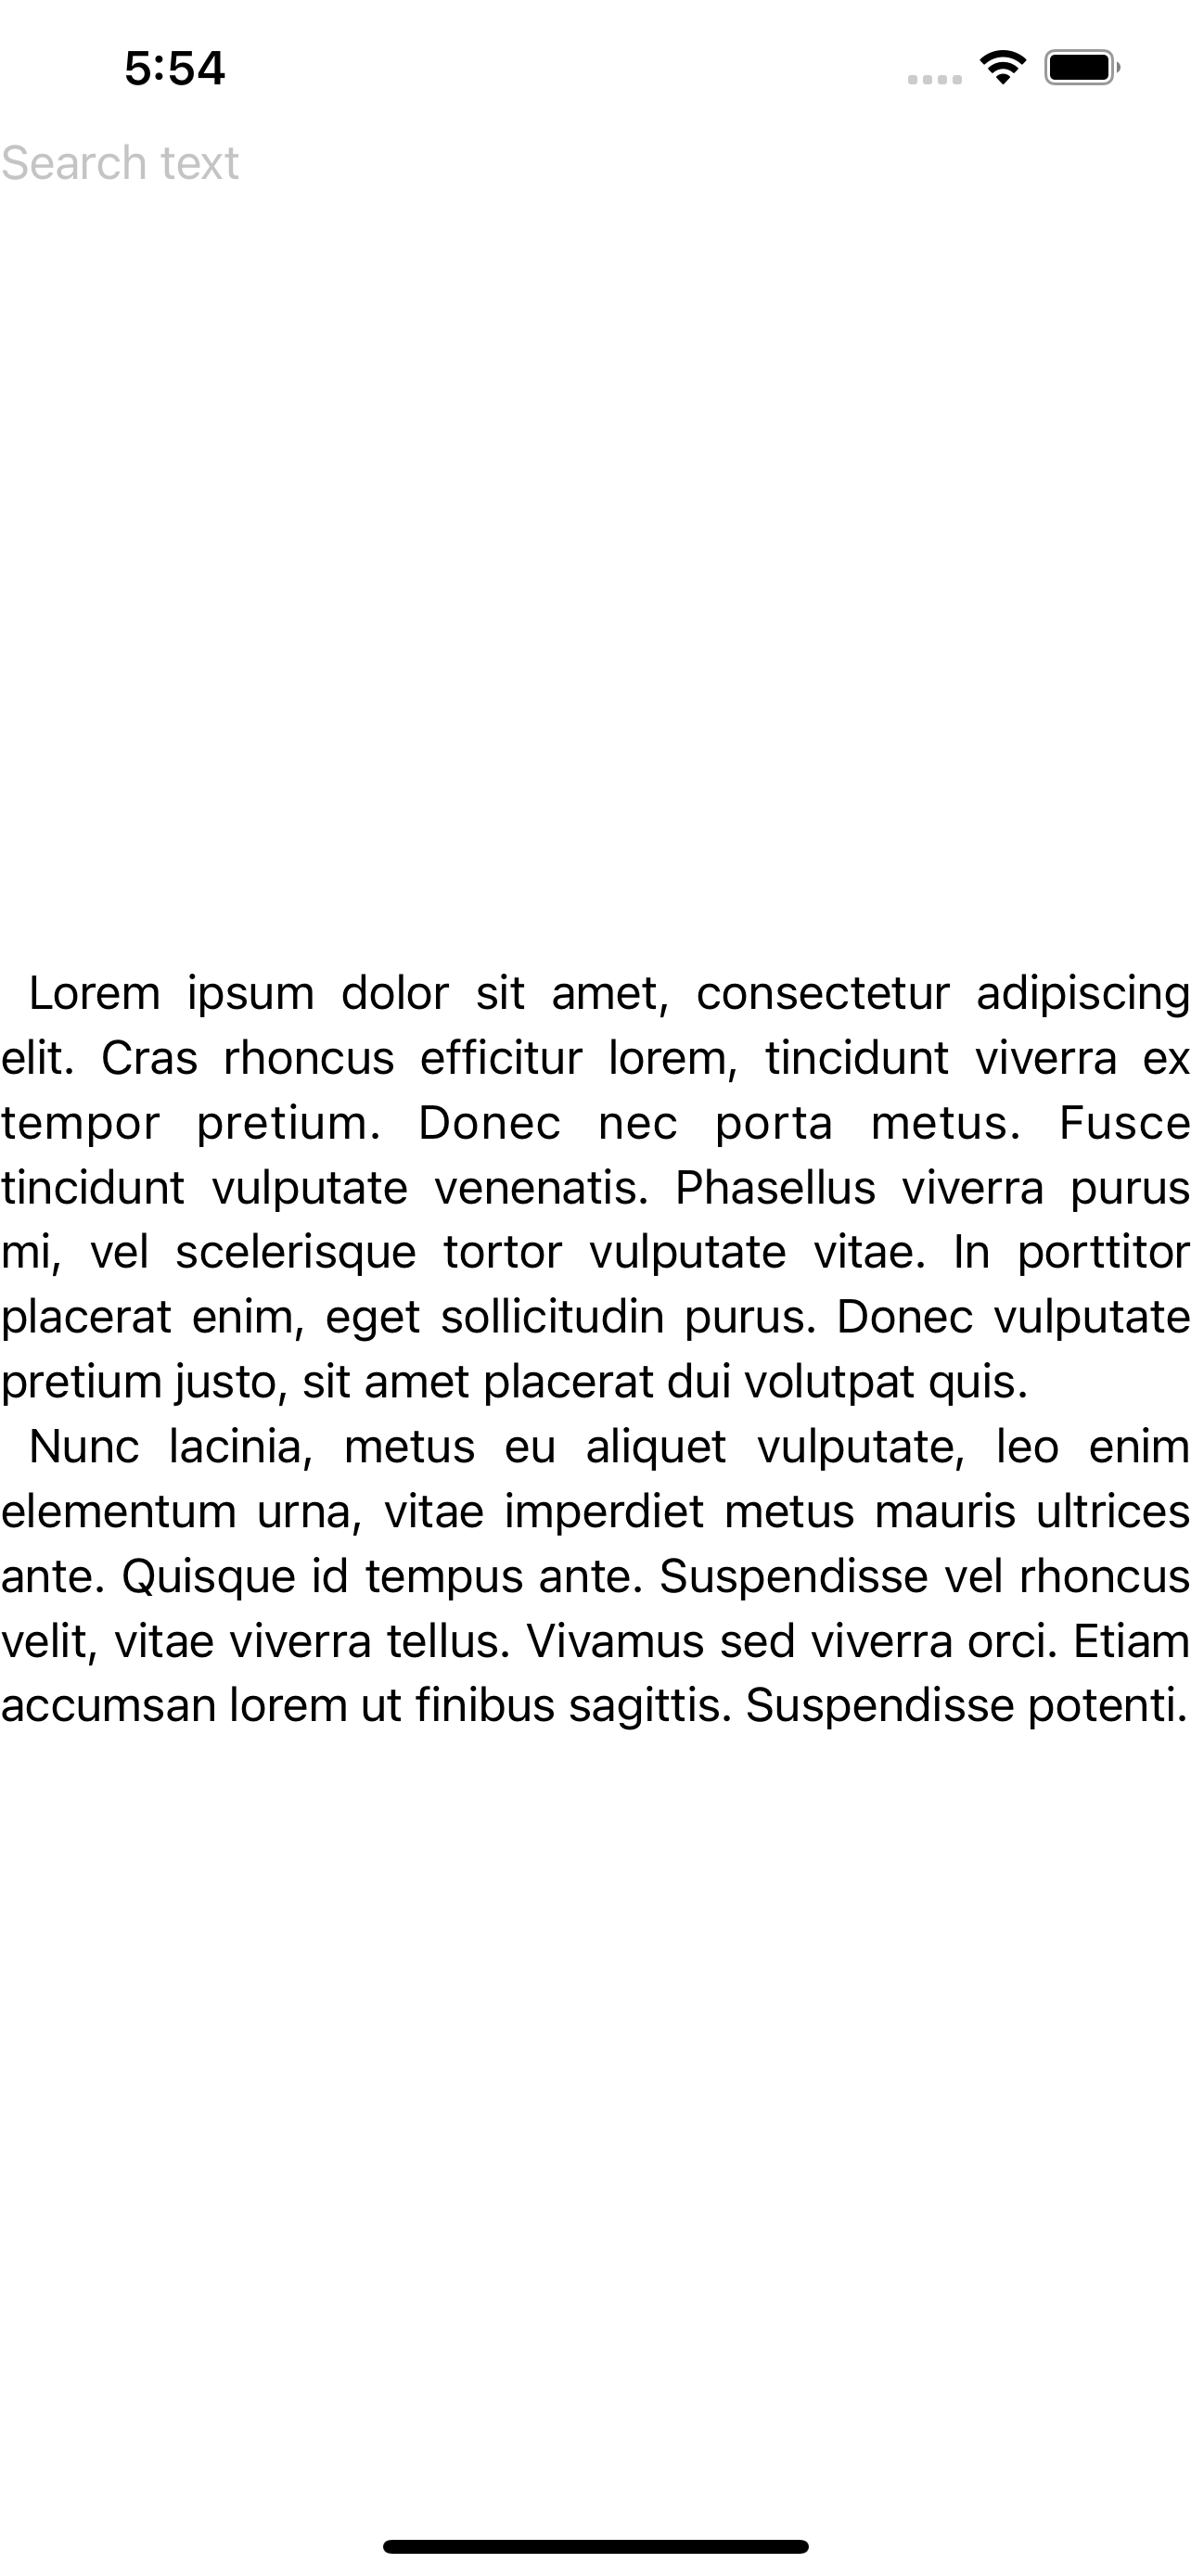 5:54
Search text
Lorem ipsum dolor sit amet, consectetur adipiscing
elit. Cras rhoncus efficitur lorem, tincidunt viverra ex
tempor pretium. Donec nec porta metus. Fusce
tincidunt vulputate venenatis. Phasellus viverra purus
mi, vel scelerisque tortor vulputate vitae. In porttitor
placerat enim, eget sollicitudin purus. Donec vulputate
pretium justo, sit amet placerat dui volutpat quis.
Nunc lacinia, metus eu aliquet vulputate, leo enim
elementum urna, vitae imperdiet metus mauris ultrices
ante. Quisque id tempus ante. Suspendisse vel rhoncus
velit, vitae viverra tellus. Vivamus sed viverra orci. Etiam
accumsan lorem ut finibus sagittis. Suspendisse potenti.